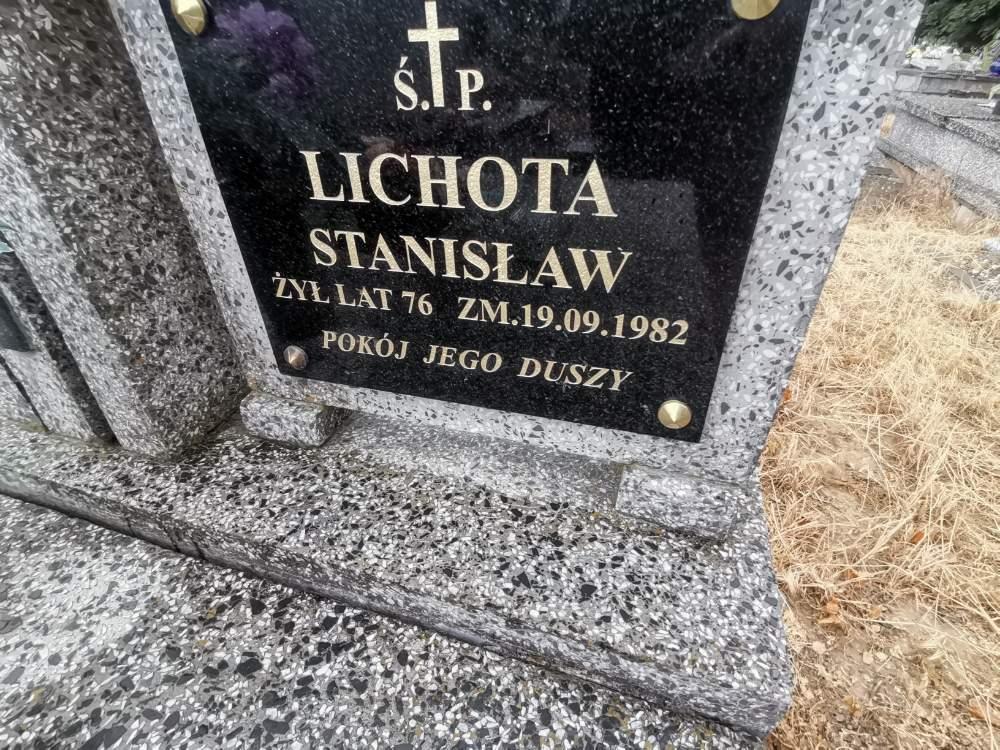 Ś. P.
LICHOTA
STANISŁAW
ŻYŁ LAT 76 ZM.19.09.1982
POKÓJ JEGO DUSZY